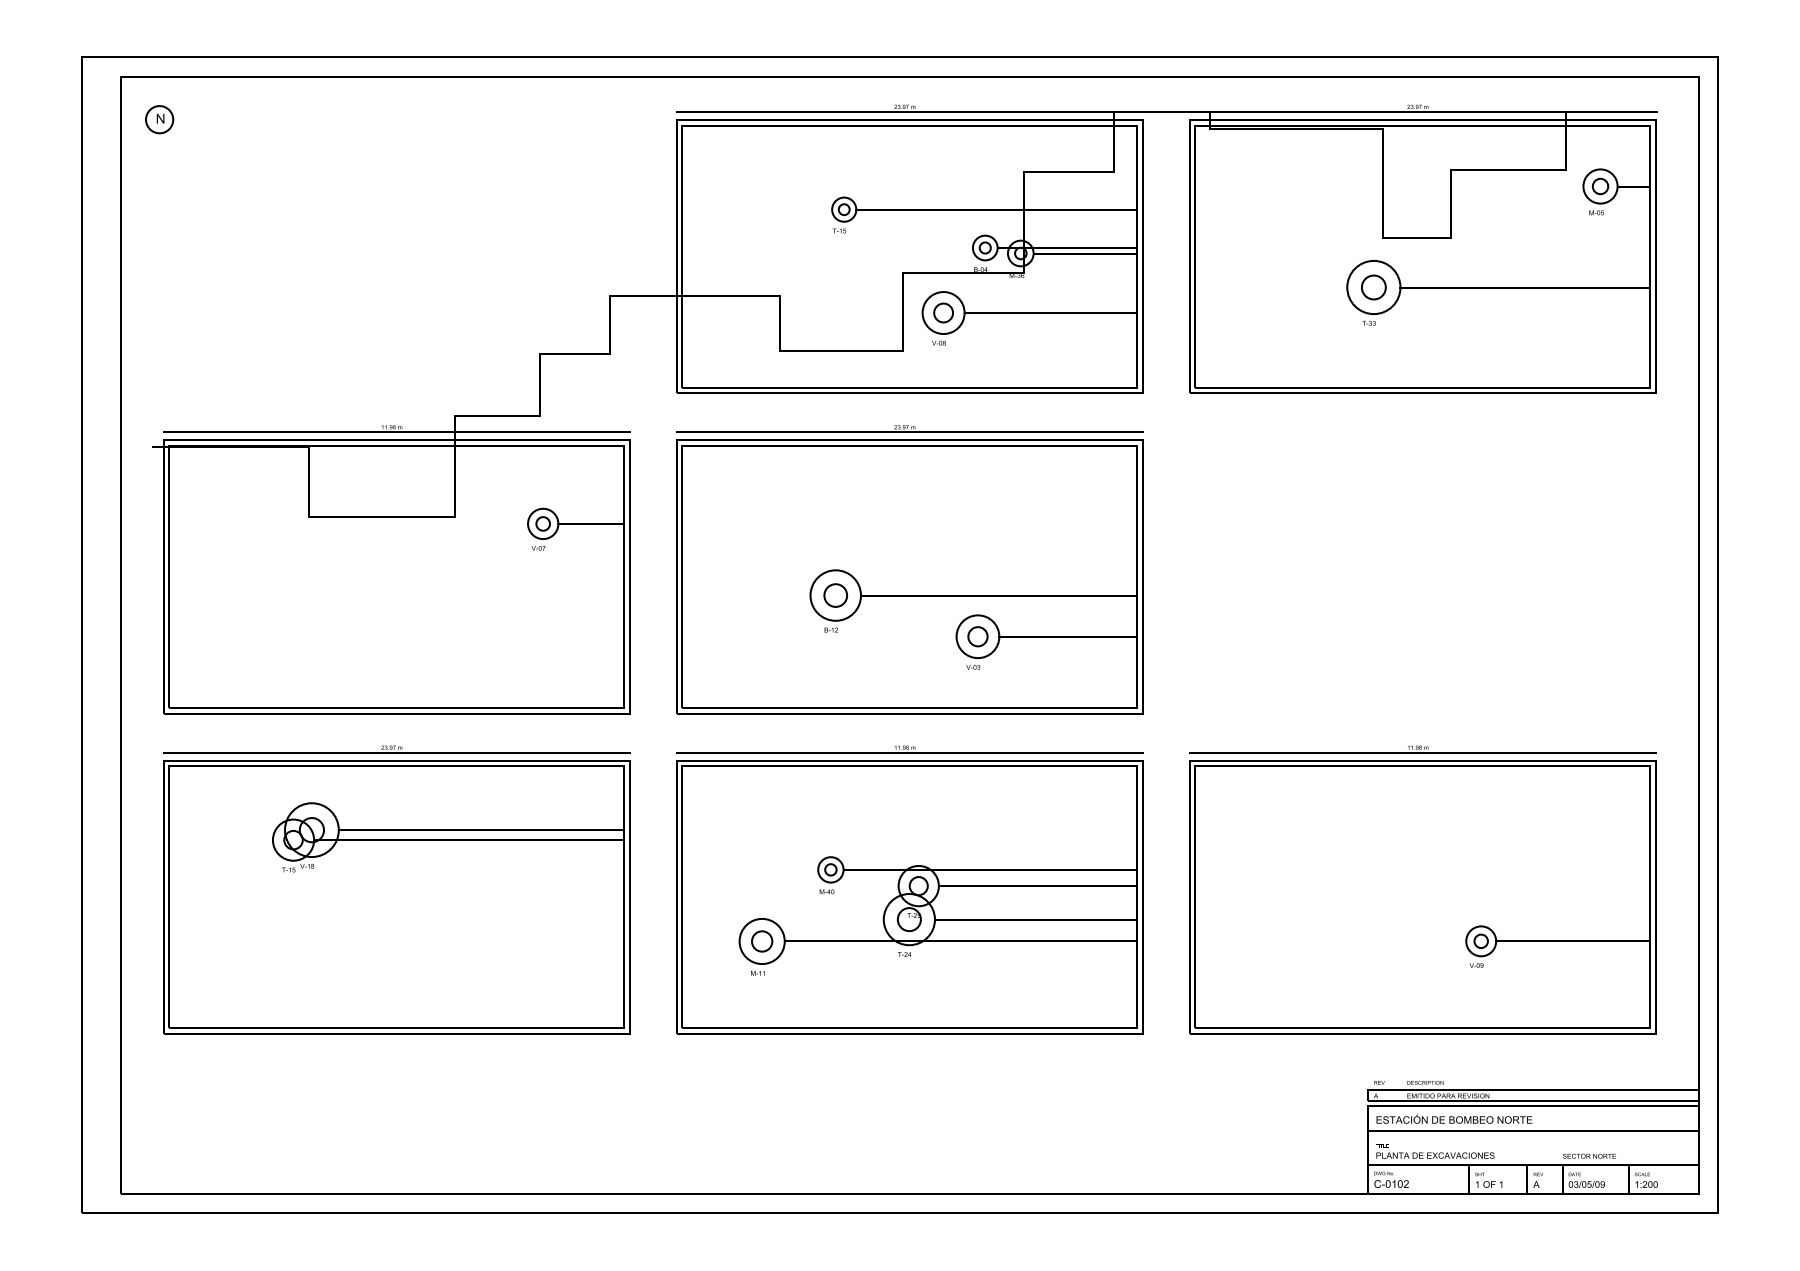 N
23.97 m
23.97 m
T-15
B-04
M-36
V-08
M-05
T-33
11.98 m
23.97 m
V-07
B-12
V-03
23.97 m
11.98 m
11.98 m
T-15
V-18
M-40
T-24
M-11
V-09
REV DESCRIPTION
A EMITIDO PARA REVISION
ESTACIÓN DE BOMBEO NORTE
TITLE
PLANTA DE EXCAVACIONES SECTOR NORTE
DWG No. SHT REV DATE SCALE
C-0102 1 OF 1 A 03/05/09 1:200